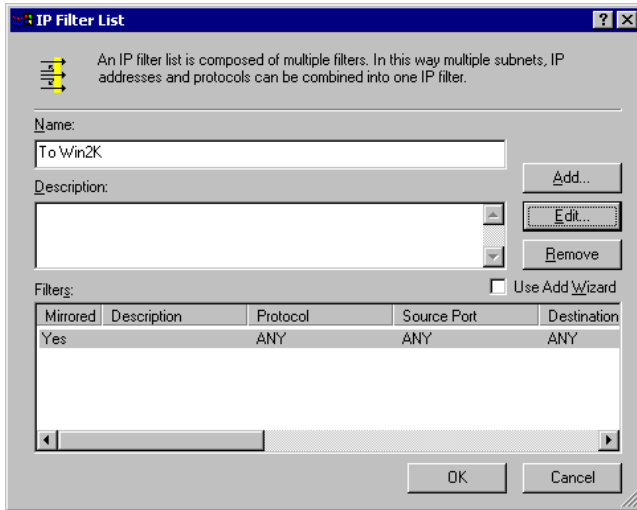 IP Filter List
An IP filter list is composed of multiple filters. In this way multiple subnets, IP
addresses and protocols can be combined into one IP filter.
Name:
To Win2K
Add...
Description:
Edit...
Remove
Filters:
Use Add Wizard
Mirrored Description Protocol Source Port Destination
Yes ANY ANY ANY
OK Cancel